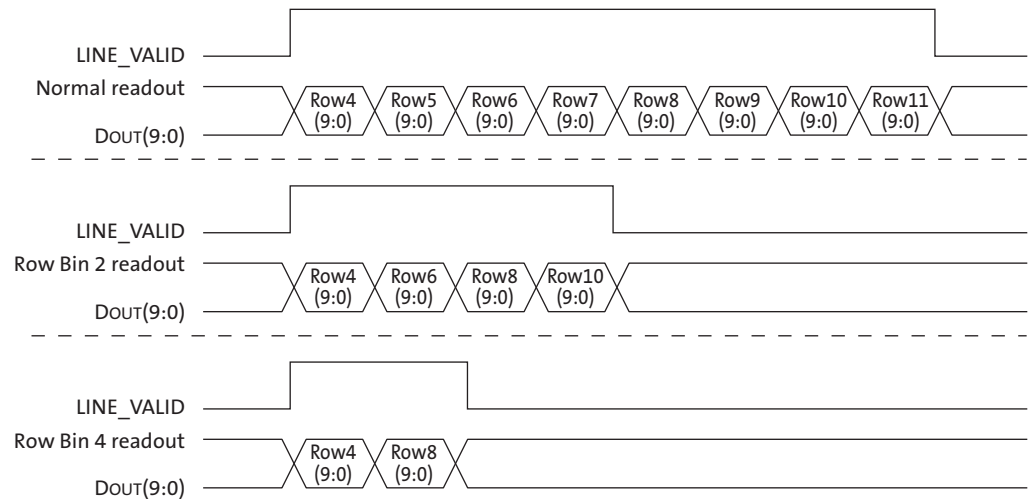 LINE_VALID
Normal readout
Row4 Row5 Row6 Row7 Row8 Row9 Row10 Row11
(9:0) (9:0) (9:0) (9:0) (9:0) (9:0) (9:0) (9:0)
DOUT(9:0)
LINE_VALID
Row Bin 2 readout
Row4 Row6 Row8 Row10
(9:0) (9:0) (9:0) (9:0)
DOUT(9:0)
LINE_VALID
Row Bin 4 readout
Row4 Row8
(9:0) (9:0)
DOUT(9:0)